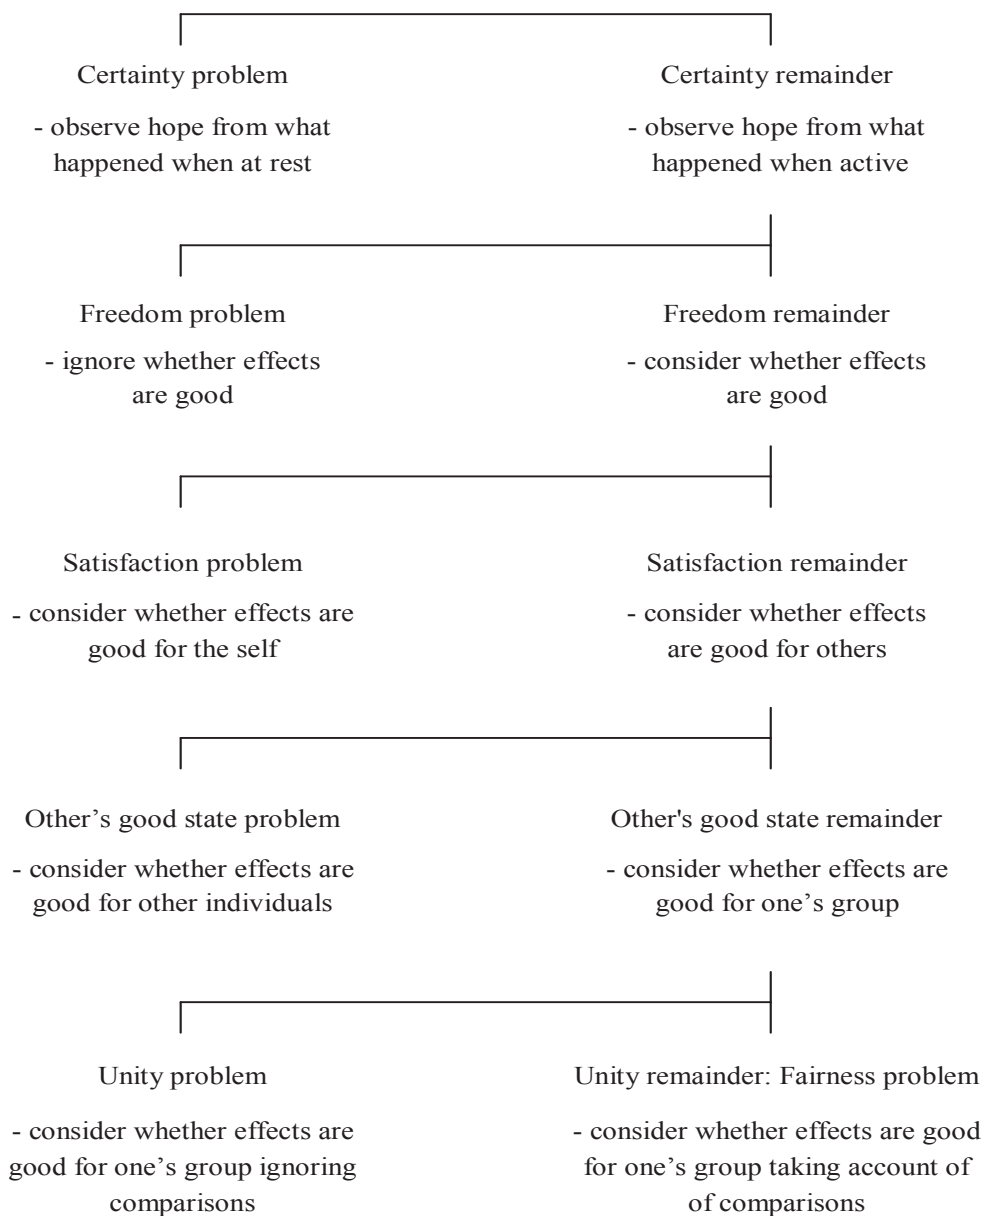 Certainty problem
- observe hope from what
happened when at rest
Certainty remainder
- observe hope from what
happened when active
Freedom problem
- ignore whether effects
are good
Freedom remainder
- consider whether effects
are good
Satisfaction problem
- consider whether effects are
good for the self
Satisfaction remainder
- consider whether effects
are good for others
Other’s good state problem
- consider whether effects are
good for other individuals
Other's good state remainder
- consider whether effects are
good for one’s group
Unity problem
- consider whether effects are
good for one’s group ignoring
comparisons
Unity remainder: Fairness problem
- consider whether effects are good
for one’s group taking account of
of comparisons